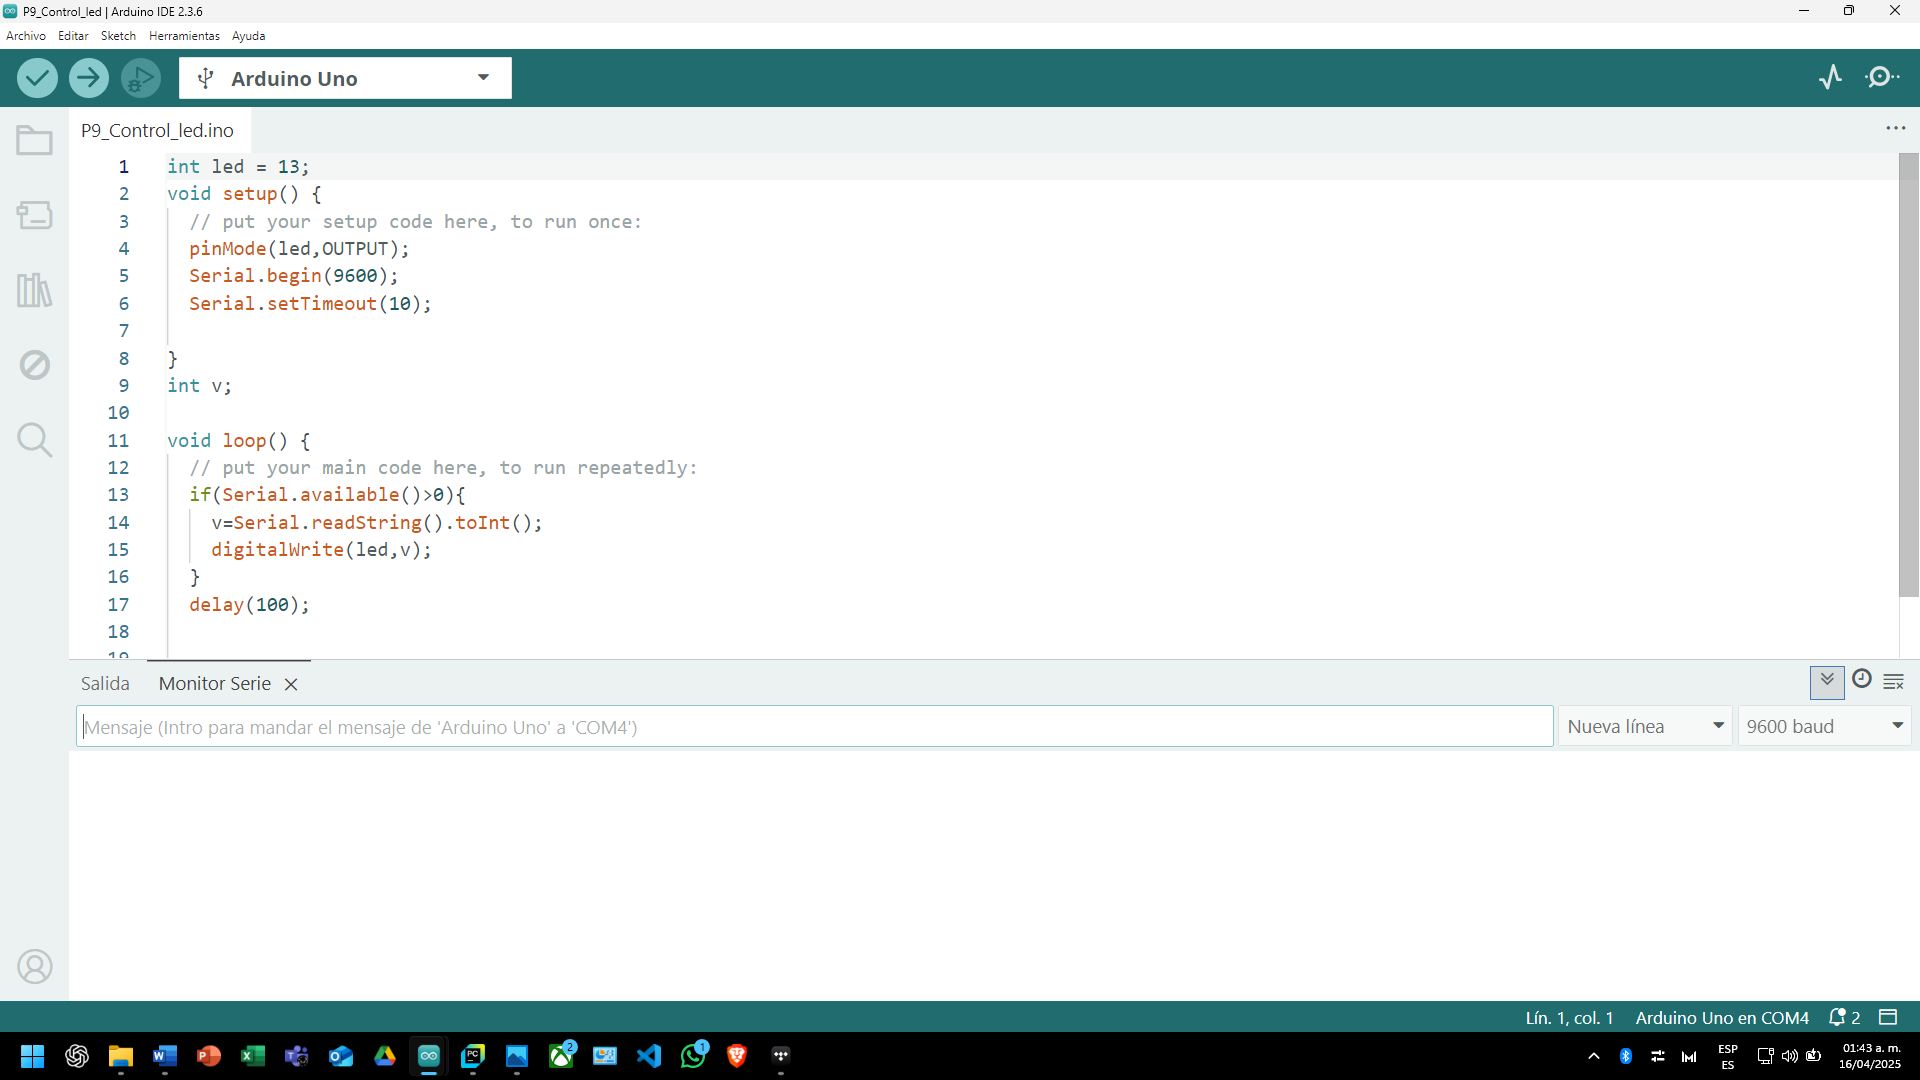 P9_Control_led | Arduino IDE 2.3.6
Archivo Editar Sketch Herramientas Ayuda
Arduino Uno
P9_Control_led.ino
1 int led = 13;
2 void setup() {
3 // put your setup code here, to run once:
4 pinMode(led,OUTPUT);
5 Serial.begin(9600);
6 Serial.setTimeout(10);
7
8 }
9 int v;
10
11 void loop() {
12 // put your main code here, to run repeatedly:
13 if(Serial.available()>0){
14 v=Serial.readString().toInt();
15 digitalWrite(led,v);
16 }
17 delay(100);
18
19
Salida Monitor Serie
Mensaje (Intro para mandar el mensaje de 'Arduino Uno' a 'COM4') Nueva línea 9600 baud
Lín. 1, col. 1 Arduino Uno en COM4 2
2 1
ESP
ES
01:43 a. m.
16/04/2025